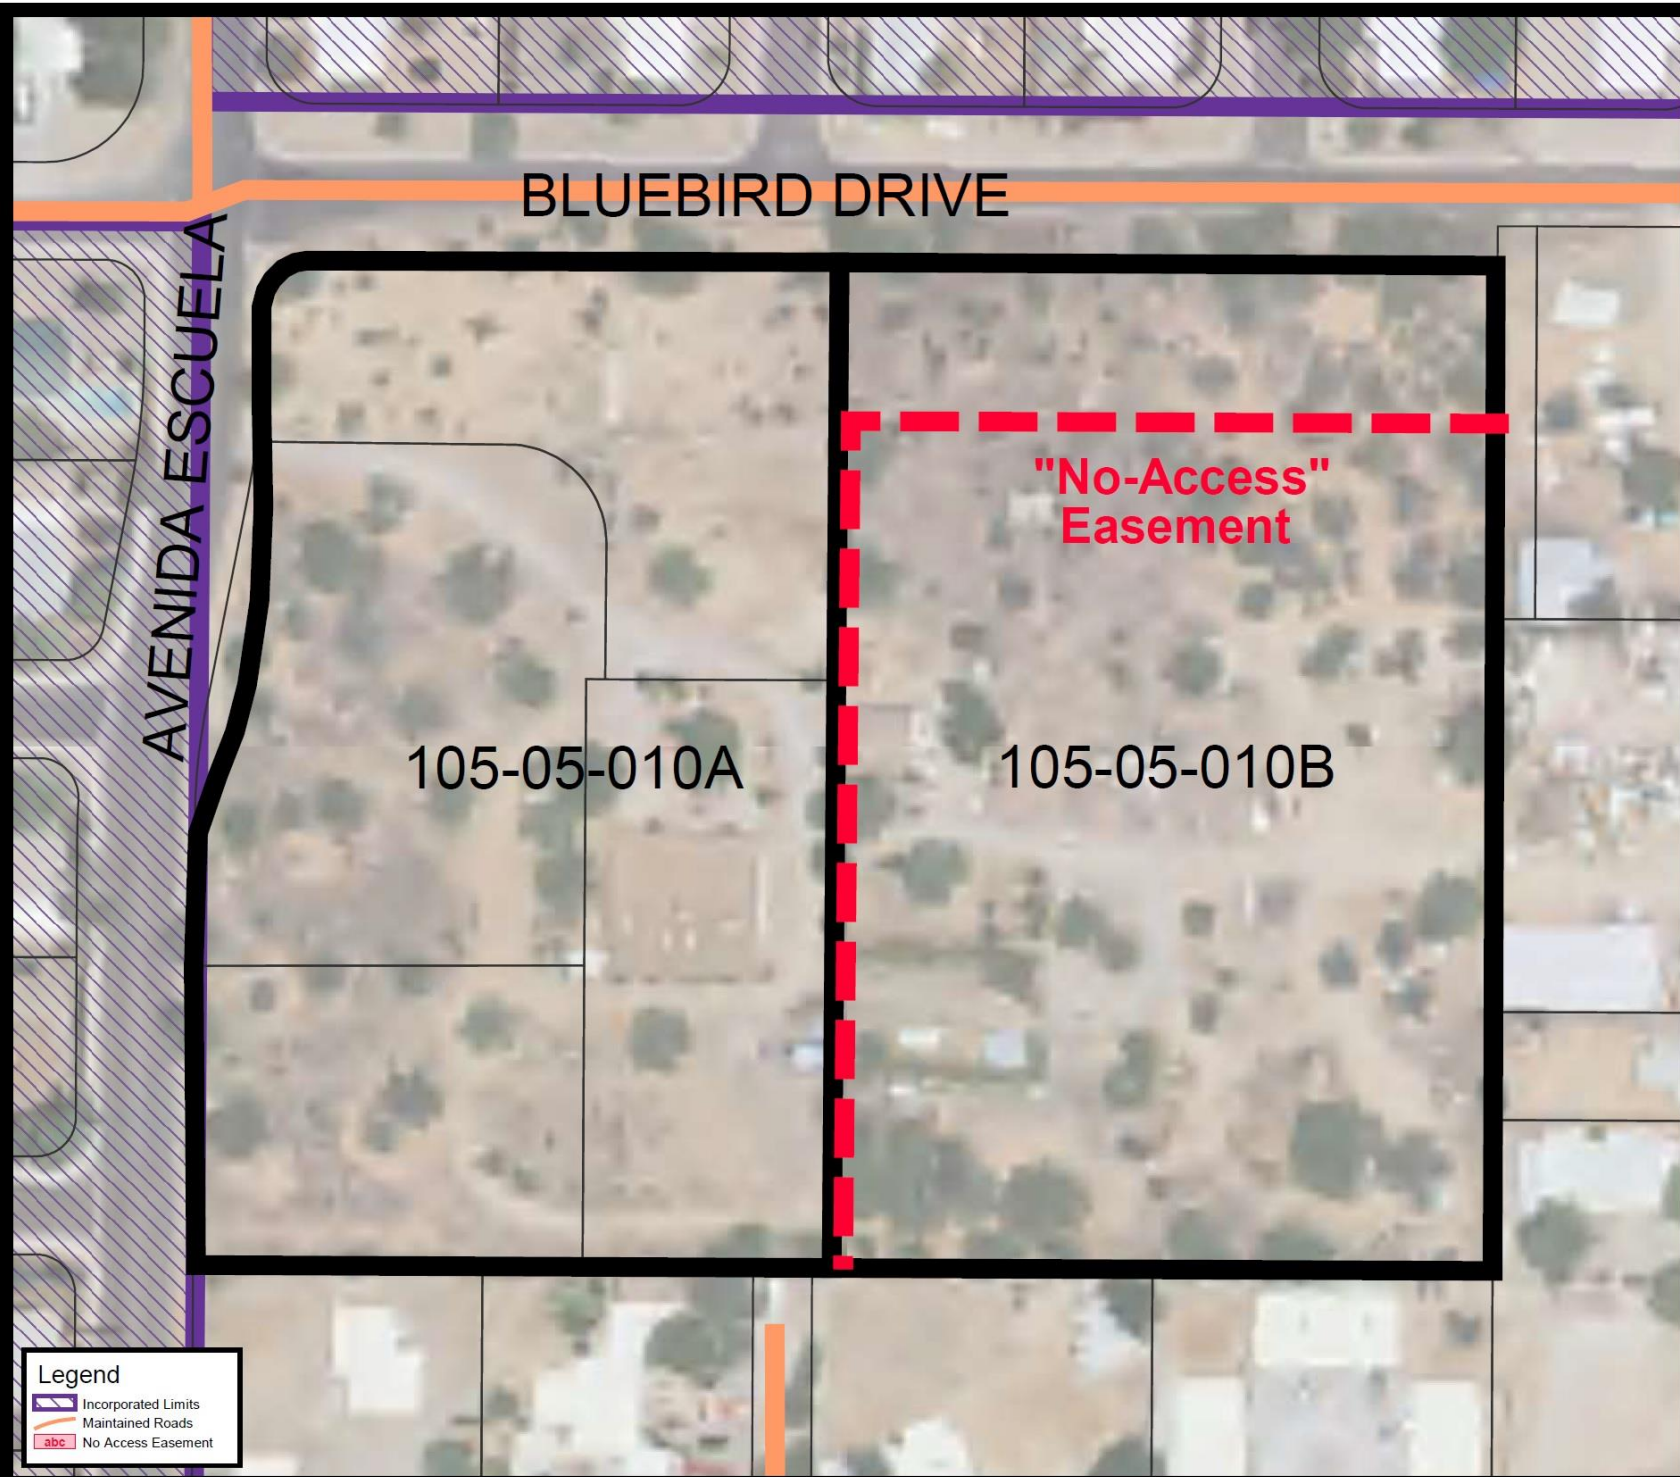 BLUEBIRD DRIVE
AVENIDA ESCUELA
"No-Access"
Easement
105-05-010A
105-05-010B
Legend
Incorporated Limits
Maintained Roads
abc No Access Easement